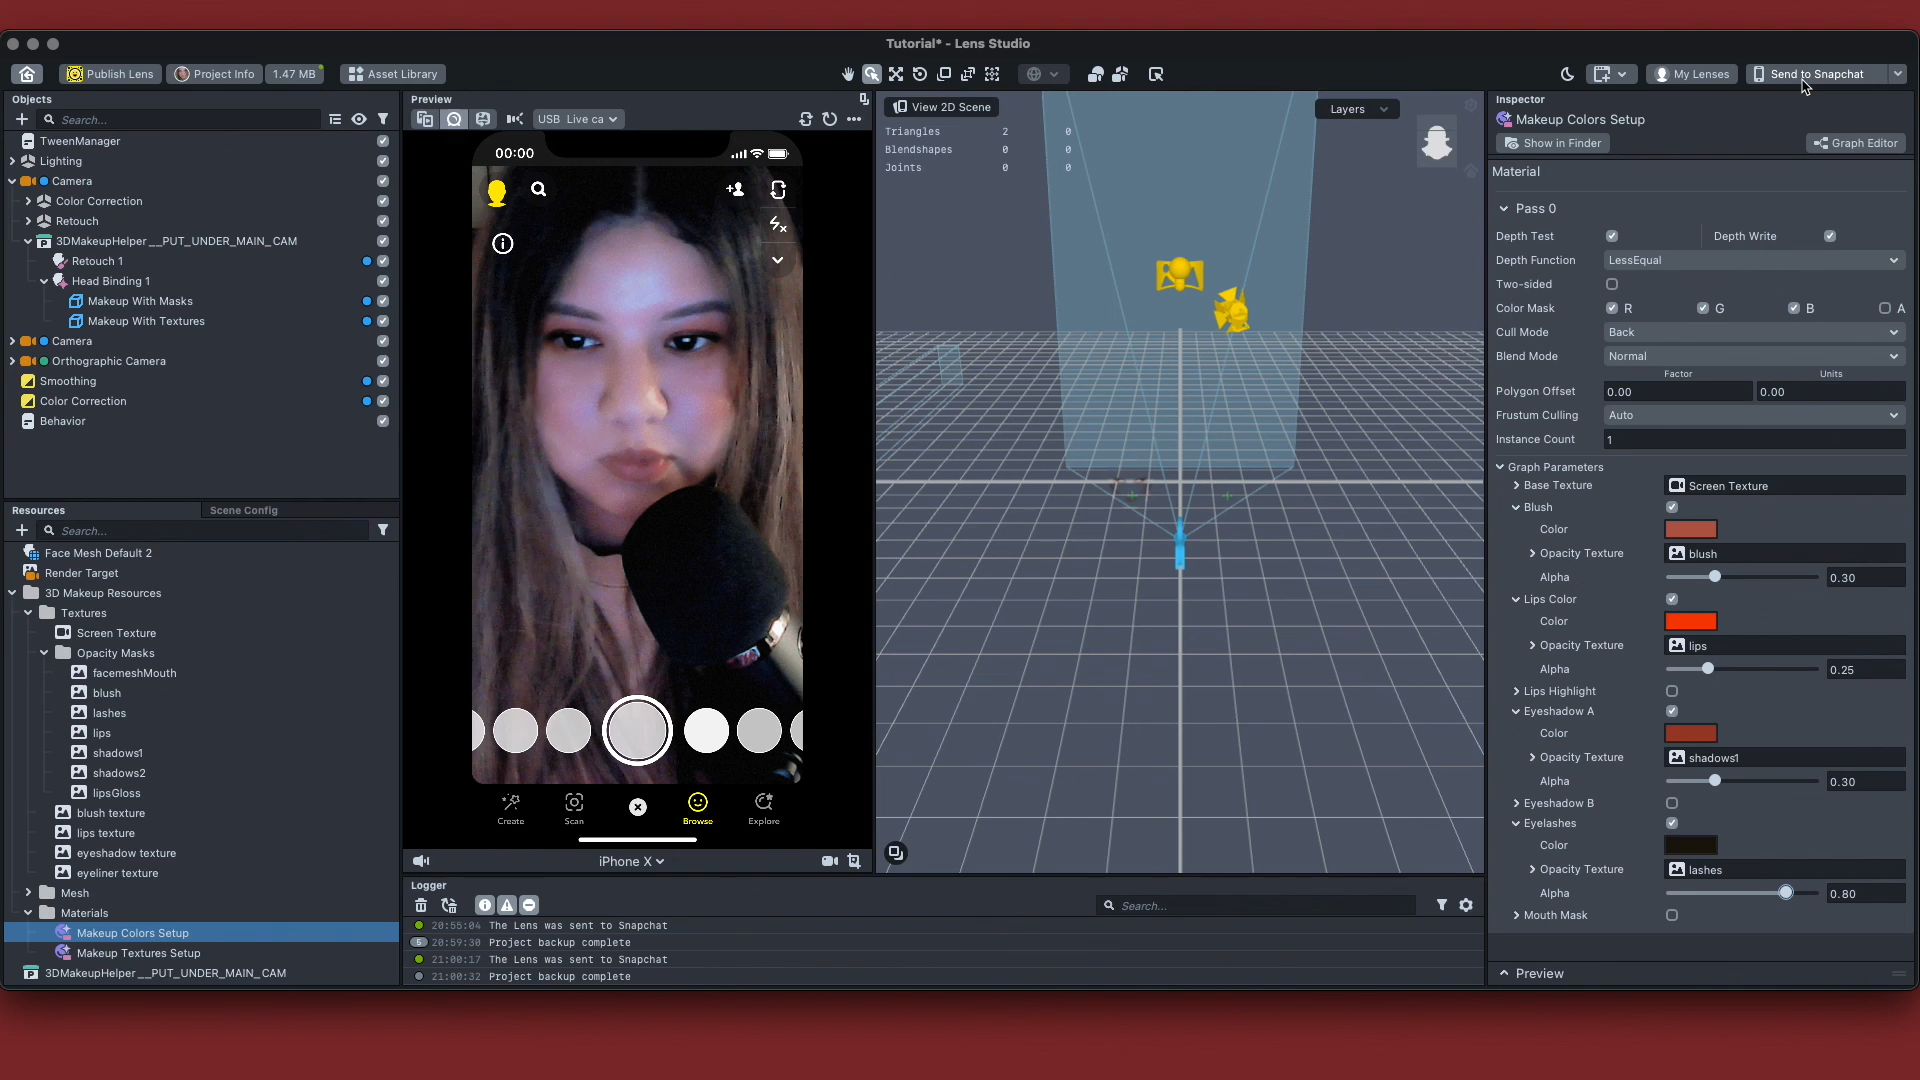 Tutorial* - Lens Studio
Publish Lens
Project Info
1.47 MB
Asset Library
My Lenses
Send to Snapchat
Objects
Search...
TweenManager
Lighting
Camera
Color Correction
Retouch
3DMakeupHelper__PUT_UNDER_MAIN_CAM
Retouch 1
Head Binding 1
Makeup With Masks
Makeup With Textures
Camera
Orthographic Camera
Smoothing
Color Correction
Behavior
Resources
Scene Config
Search...
Face Mesh Default 2
Render Target
3D Makeup Resources
Textures
Screen Texture
Opacity Masks
facemeshMouth
blush
lashes
lips
shadows1
shadows2
lipsGloss
blush texture
lips texture
eyeshadow texture
eyeliner texture
Mesh
Materials
Makeup Colors Setup
Makeup Textures Setup
3DMakeupHelper__PUT_UNDER_MAIN_CAM
Preview
USB Live ca
00:00
Create
Scan
Browse
Explore
iPhone X
View 2D Scene
Layers
Triangles 2 0
Blendshapes 0 0
Joints 0 0
Logger
Search...
20:55:04 The Lens was sent to Snapchat
5 20:59:30 Project backup complete
21:00:17 The Lens was sent to Snapchat
21:00:32 Project backup complete
Inspector
Makeup Colors Setup
Show in Finder
Graph Editor
Material
Pass 0
Depth Test
Depth Write
Depth Function LessEqual
Two-sided
Color Mask R G B A
Cull Mode Back
Blend Mode Normal
Factor Units
Polygon Offset 0.00 0.00
Frustum Culling Auto
Instance Count 1
Graph Parameters
Base Texture Screen Texture
Blush
Color
Opacity Texture blush
Alpha 0.30
Lips Color
Color
Opacity Texture lips
Alpha 0.25
Lips Highlight
Eyeshadow A
Color
Opacity Texture shadows1
Alpha 0.30
Eyeshadow B
Eyelashes
Color
Opacity Texture lashes
Alpha 0.80
Mouth Mask
Preview